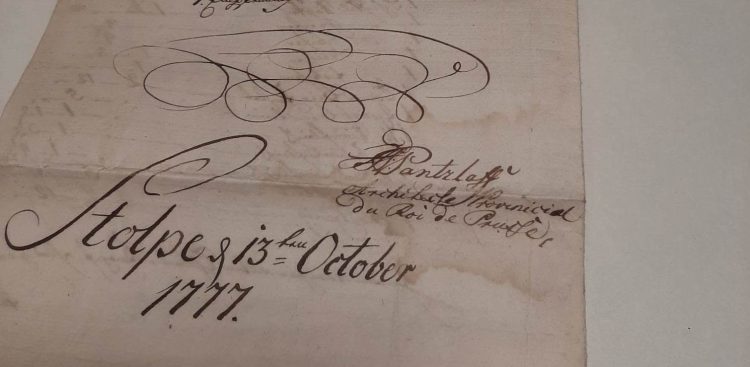 Pantzlaff
Architecte Provincial
du Roi de Prusse,
Stolpe d 13ten October
1777.